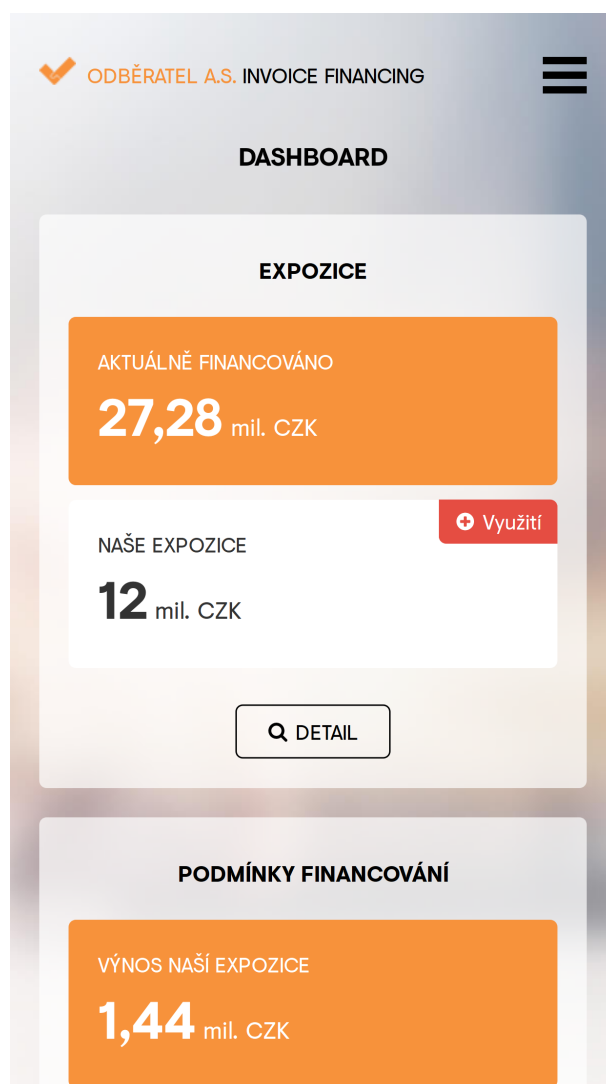 ODBĚRATEL A.S. INVOICE FINANCING
DASHBOARD
EXPOZICE
AKTUÁLNĚ FINANCOVÁNO
27,28 mil. CZK
Využití
NAŠE EXPOZICE
12 mil. CZK
DETAIL
PODMÍNKY FINANCOVÁNÍ
VÝNOS NAŠÍ EXPOZICE
1,44 mil. CZK